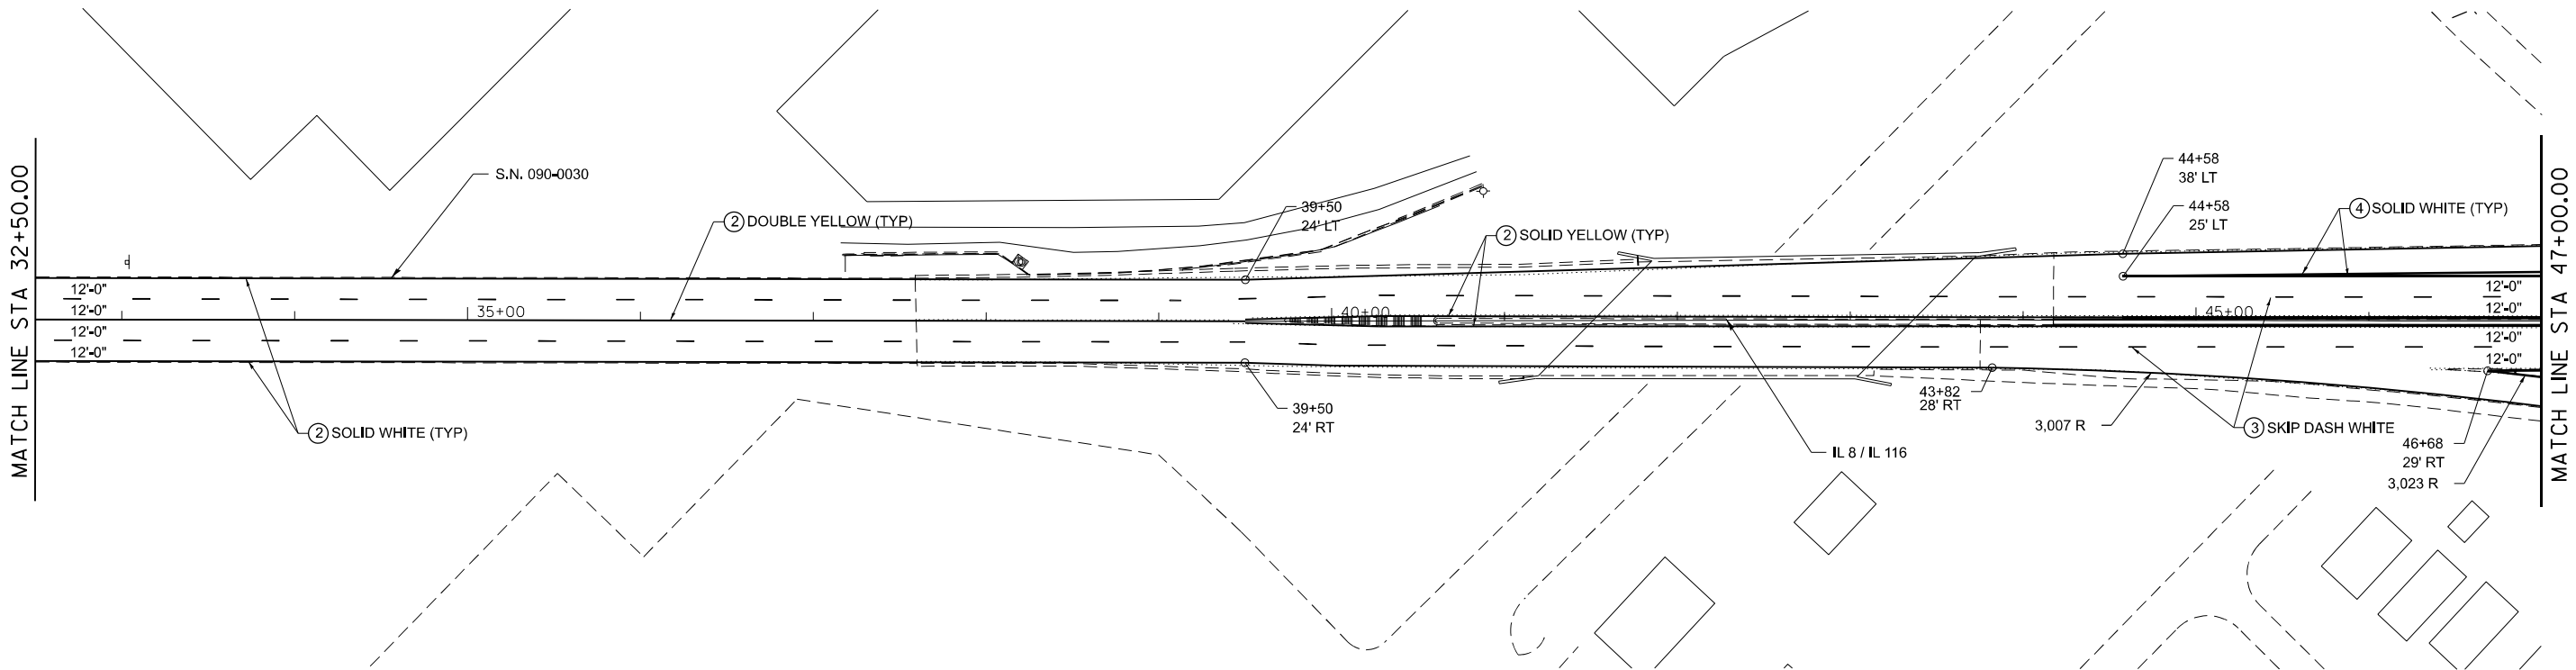 MATCH LINE STA 32+50.00
S.N. 090-0030
② DOUBLE YELLOW (TYP)
39+50
24' LT
② SOLID YELLOW (TYP)
44+58
38' LT
44+58
25' LT
④ SOLID WHITE (TYP)
12'-0"
12'-0"
12'-0"
12'-0"
35+00
40+00
45+00
12'-0"
12'-0"
12'-0"
12'-0"
② SOLID WHITE (TYP)
39+50
24' RT
43+82
28' RT
IL 8 / IL 116
3,007 R
③ SKIP DASH WHITE
46+68
29' RT
3,023 R
MATCH LINE STA 47+00.00